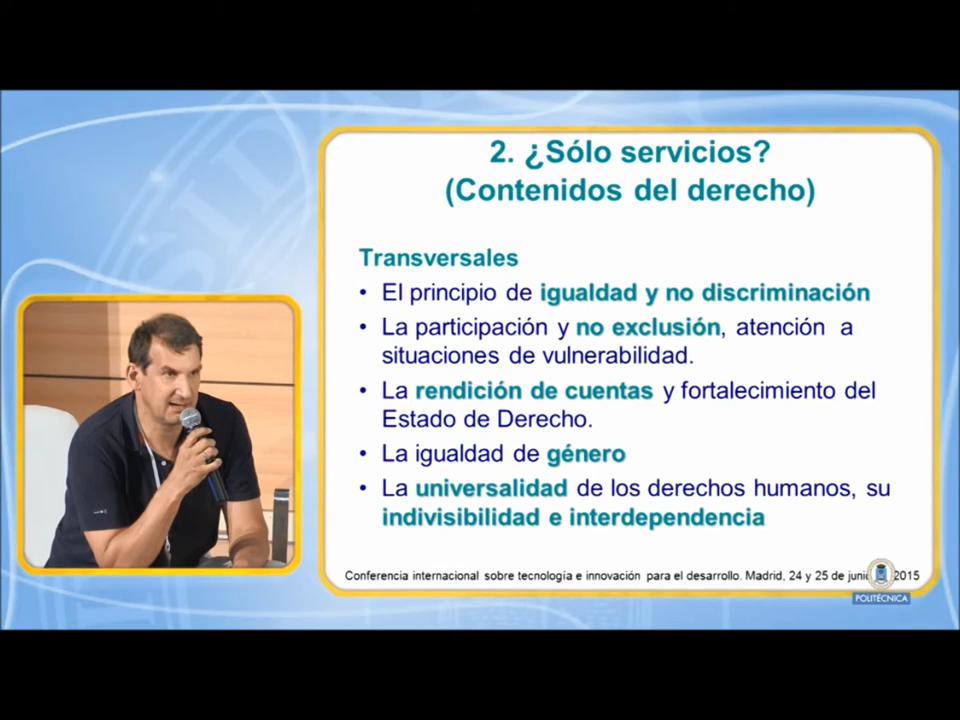 2. ¿Sólo servicios?
(Contenidos del derecho)
Transversales
• El principio de igualdad y no discriminación
• La participación y no exclusión, atención a
situaciones de vulnerabilidad.
• La rendición de cuentas y fortalecimiento del
Estado de Derecho.
• La igualdad de género
• La universalidad de los derechos humanos, su
indivisibilidad e interdependencia
Conferencia internacional sobre tecnología e innovación para el desarrollo. Madrid, 24 y 25 de 2015
POLITÉCNICA